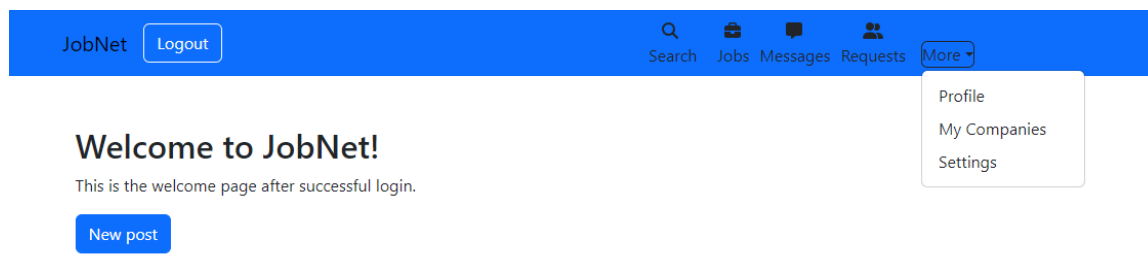 JobNet Logout
Search Jobs Messages Requests More
Profile
My Companies
Settings
Welcome to JobNet!
This is the welcome page after successful login.
New post